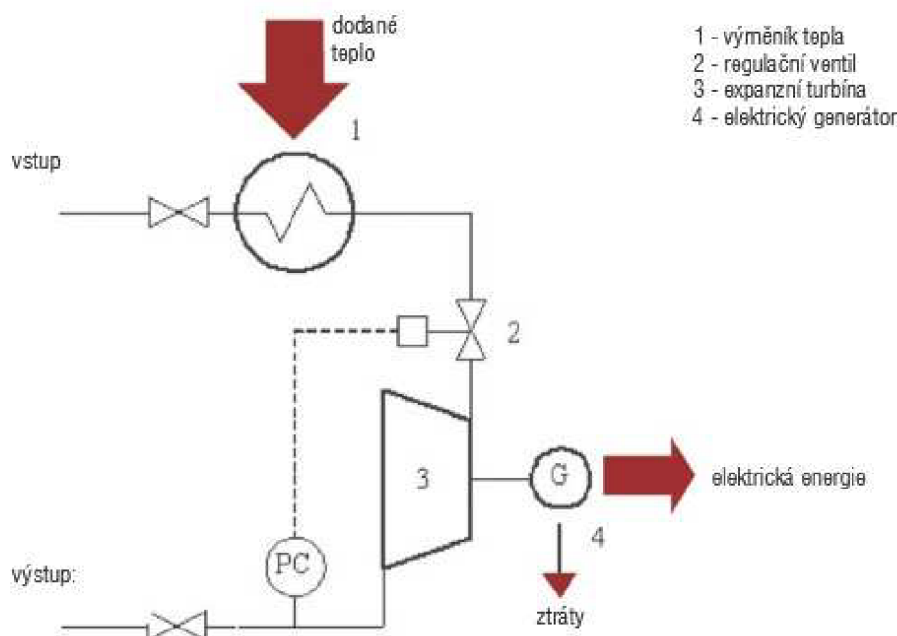 dodané
teplo
1 - výměník tepla
2 - regulační ventil
3 - expanzní turbína
4 - elektrický generátor
1
vstup
2
3
G
elektrická energie
4
PC
výstup:
ztráty